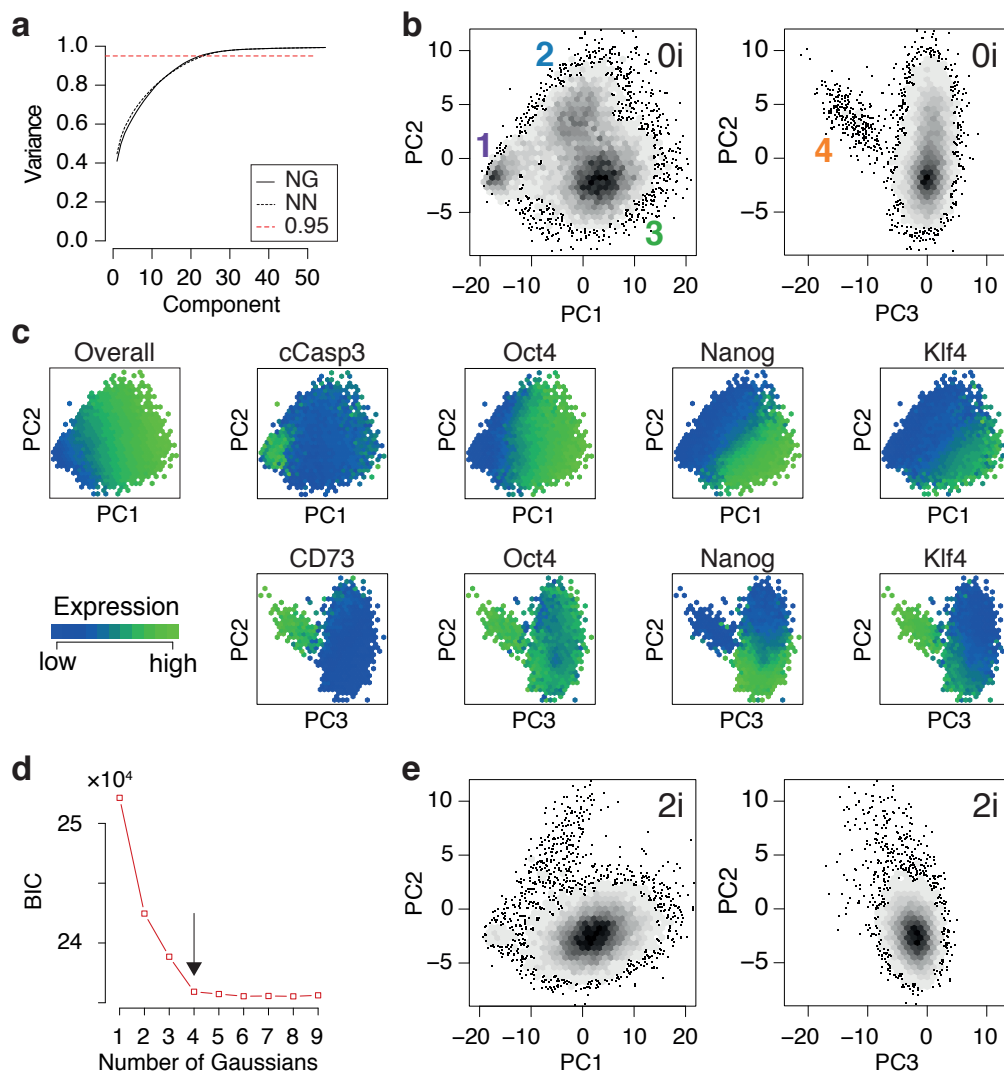 a
1.0
0.8
0.6
0.4
0.2
0.0
Variance
NG
NN
0.95
0 10 20 30 40 50
Component
b
10
5
0
−5
PC2
1
2
3
0i
−20 −10 0 10 20
PC1
10
5
0
−5
PC2
4
0i
−20 −10 0 10
PC3
c
Overall
PC2
PC1
cCasp3
PC2
PC1
Oct4
PC2
PC1
Nanog
PC2
PC1
Klf4
PC2
PC1
Expression
low high
CD73
PC2
PC3
Oct4
PC2
PC3
Nanog
PC2
PC3
Klf4
PC2
PC3
d
×10⁴
25
24
BIC
1 2 3 4 5 6 7 8 9
Number of Gaussians
e
10
5
0
−5
PC2
2i
−20 −10 0 10 20
PC1
10
5
0
−5
PC2
2i
−20 −10 0 10
PC3